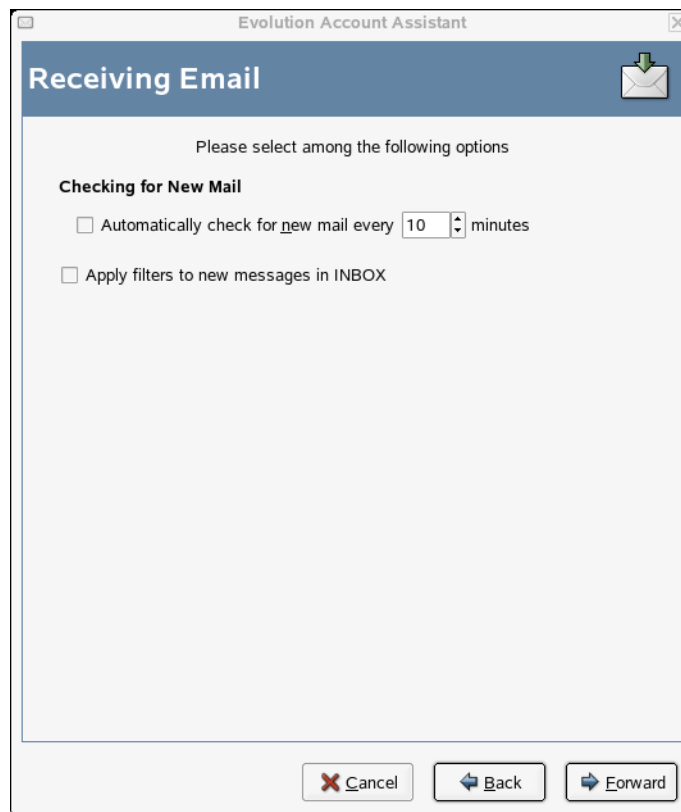 Evolution Account Assistant
Receiving Email
Please select among the following options
Checking for New Mail
Automatically check for new mail every 10 minutes
Apply filters to new messages in INBOX
Cancel Back Forward